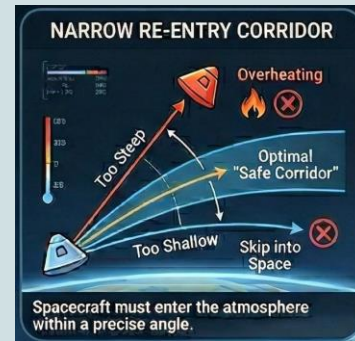 NARROW RE-ENTRY CORRIDOR
Overheating
Too Steep
Optimal
"Safe Corridor"
Too Shallow
Skip into
Space
Spacecraft must enter the atmosphere
within a precise angle.